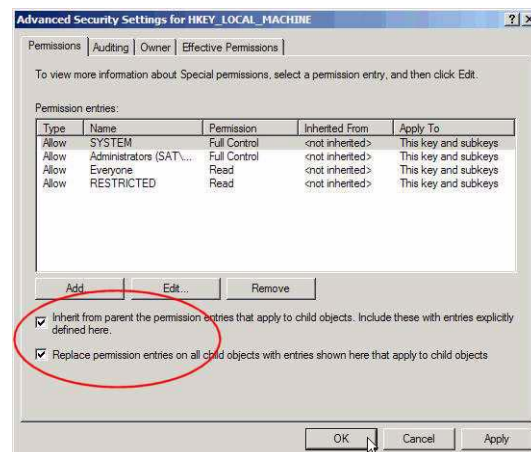 Advanced Security Settings for HKEY_LOCAL_MACHINE
Permissions Auditing Owner Effective Permissions
To view more information about Special permissions, select a permission entry, and then click Edit.
Permission entries:
Type Name Permission Inherited From Apply To
Allow SYSTEM Full Control <not inherited> This key and subkeys
Allow Administrators (SAT\... Full Control <not inherited> This key and subkeys
Allow Everyone Read <not inherited> This key and subkeys
Allow RESTRICTED Read <not inherited> This key and subkeys
Add... Edit... Remove
Inherit from parent the permission entries that apply to child objects. Include these with entries explicitly
defined here.
Replace permission entries on all child objects with entries shown here that apply to child objects
OK Cancel Apply